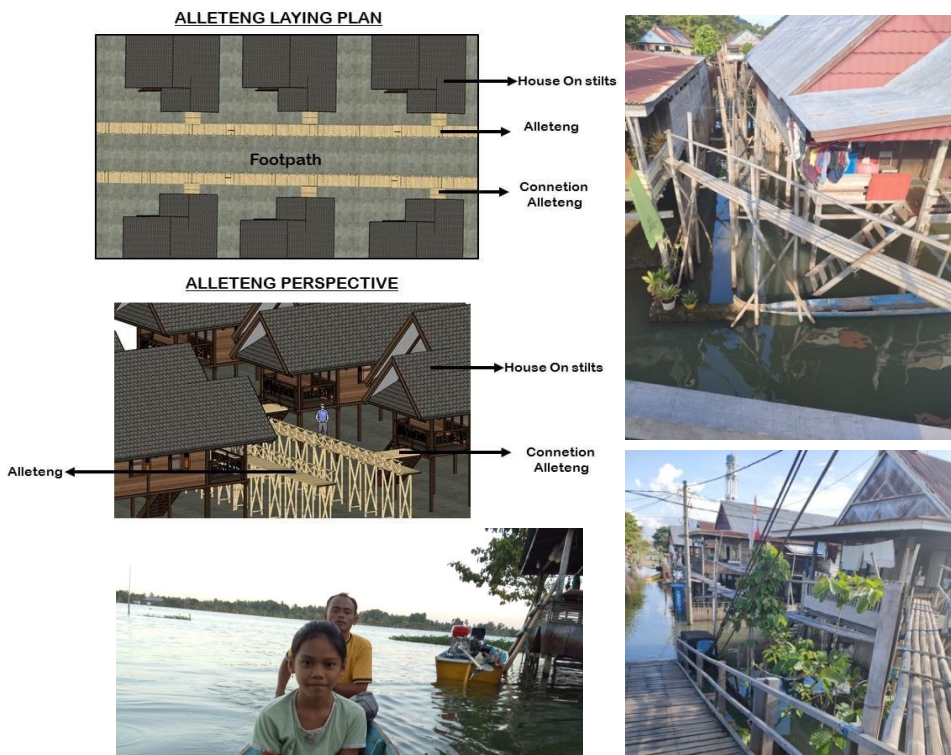 ALLETENG LAYING PLAN
House On stilts
Alleteng
Footpath
Connetion
Alleteng
ALLETENG PERSPECTIVE
House On stilts
Alleteng
Connetion
Alleteng